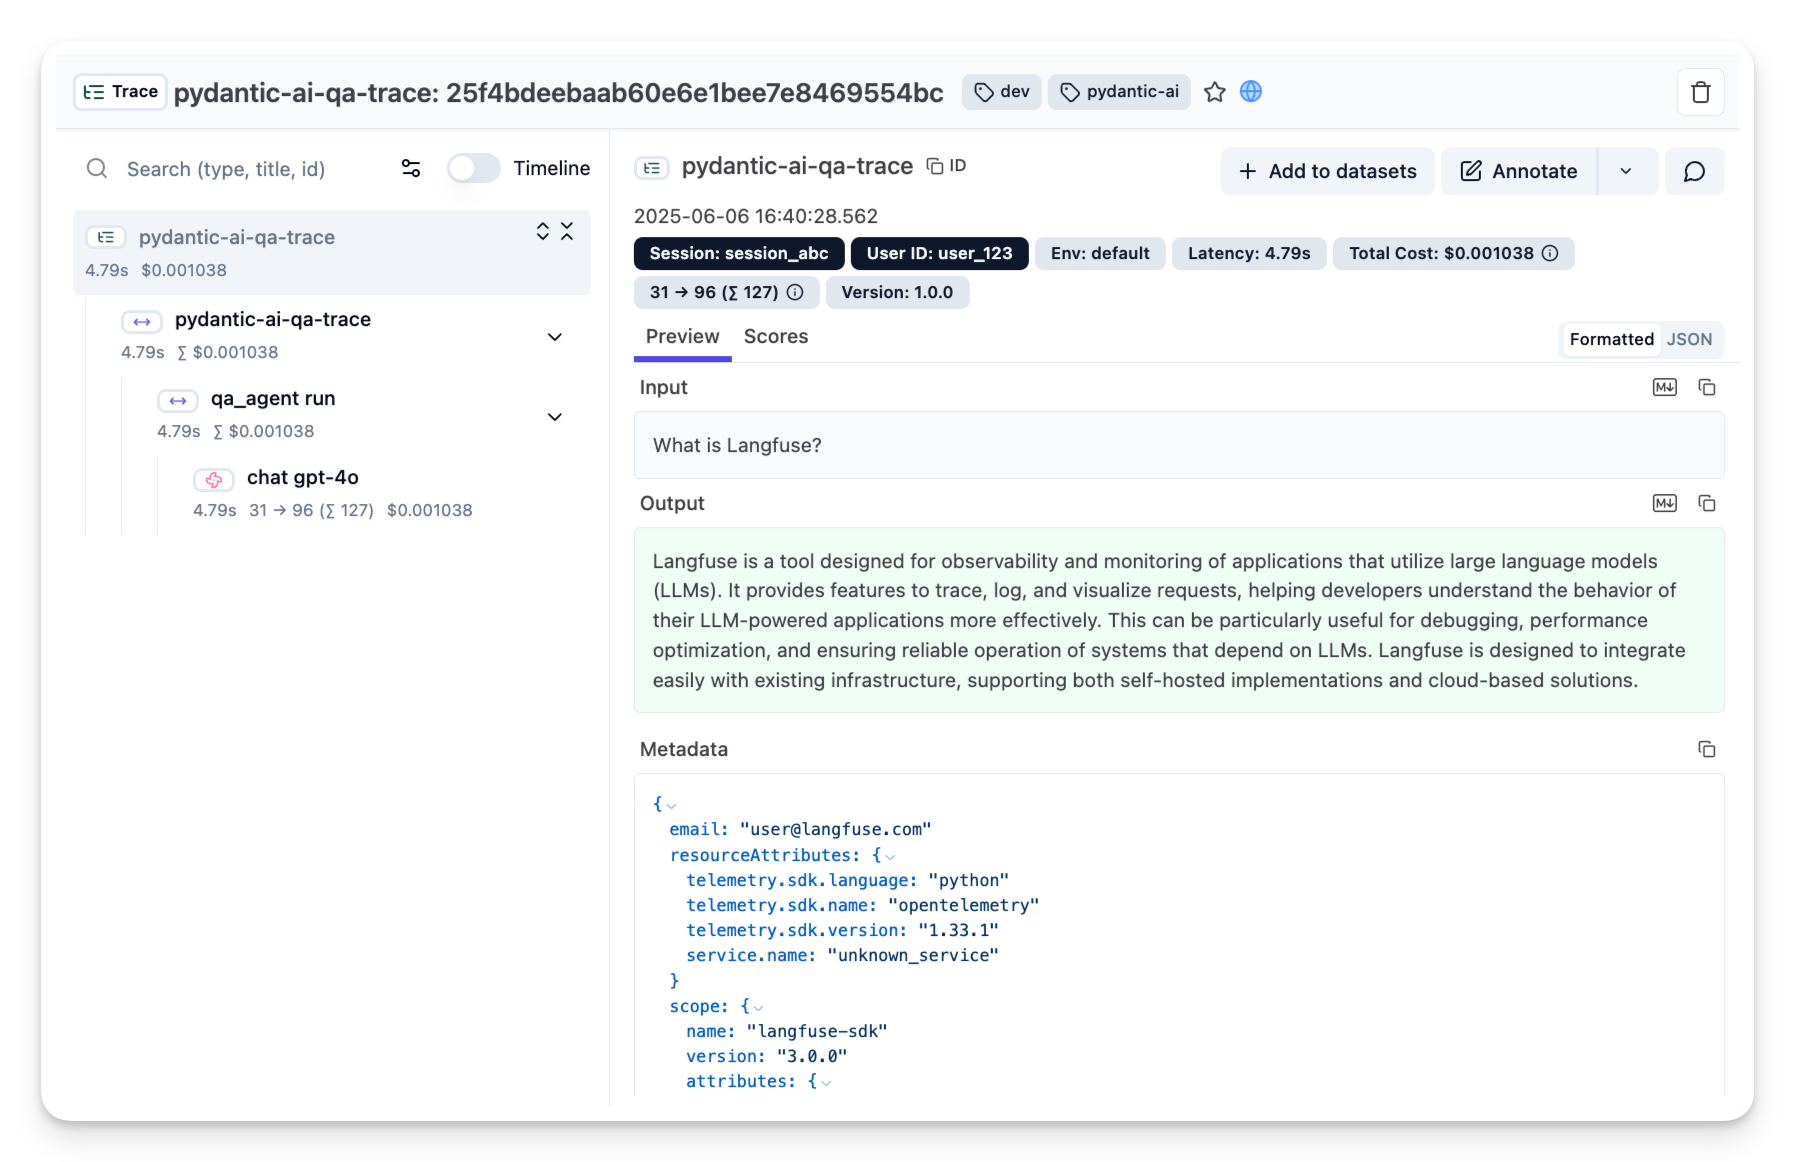 Trace pydantic-ai-qa-trace: 25f4bdeebaab60e6e1bee7e8469554bc dev pydantic-ai
Search (type, title, id) Timeline
pydantic-ai-qa-trace
4.79s $0.001038
pydantic-ai-qa-trace
4.79s ∑ $0.001038
qa_agent run
4.79s ∑ $0.001038
chat gpt-4o
4.79s 31 → 96 (∑ 127) $0.001038
pydantic-ai-qa-trace ID
Add to datasets Annotate
2025-06-06 16:40:28.562
Session: session_abc User ID: user_123 Env: default Latency: 4.79s Total Cost: $0.001038
31 → 96 (∑ 127) Version: 1.0.0
Preview Scores Formatted JSON
Input
What is Langfuse?
Output
Langfuse is a tool designed for observability and monitoring of applications that utilize large language models
(LLMs). It provides features to trace, log, and visualize requests, helping developers understand the behavior of
their LLM-powered applications more effectively. This can be particularly useful for debugging, performance
optimization, and ensuring reliable operation of systems that depend on LLMs. Langfuse is designed to integrate
easily with existing infrastructure, supporting both self-hosted implementations and cloud-based solutions.
Metadata
{
email: "user@langfuse.com"
resourceAttributes: {
telemetry.sdk.language: "python"
telemetry.sdk.name: "opentelemetry"
telemetry.sdk.version: "1.33.1"
service.name: "unknown_service"
}
scope: {
name: "langfuse-sdk"
version: "3.0.0"
attributes: {